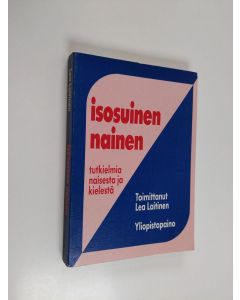 isosuinen
nainen
tutkielmia
naisesta ja
kielestä
Toimittanut
Lea Laitinen
Yliopistopaino